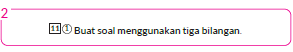 2
11 ① Buat soal menggunakan tiga bilangan.